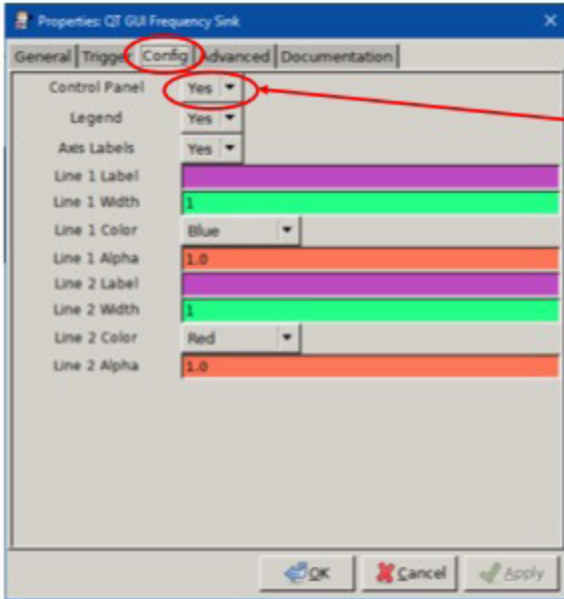 Properties: QT GUI Frequency Sink
General Trigger Config Advanced Documentation
Control Panel Yes
Legend Yes
Axis Labels Yes
Line 1 Label
Line 1 Width 1
Line 1 Color Blue
Line 1 Alpha 1.0
Line 2 Label
Line 2 Width 1
Line 2 Color Red
Line 2 Alpha 1.0
OK Cancel Apply